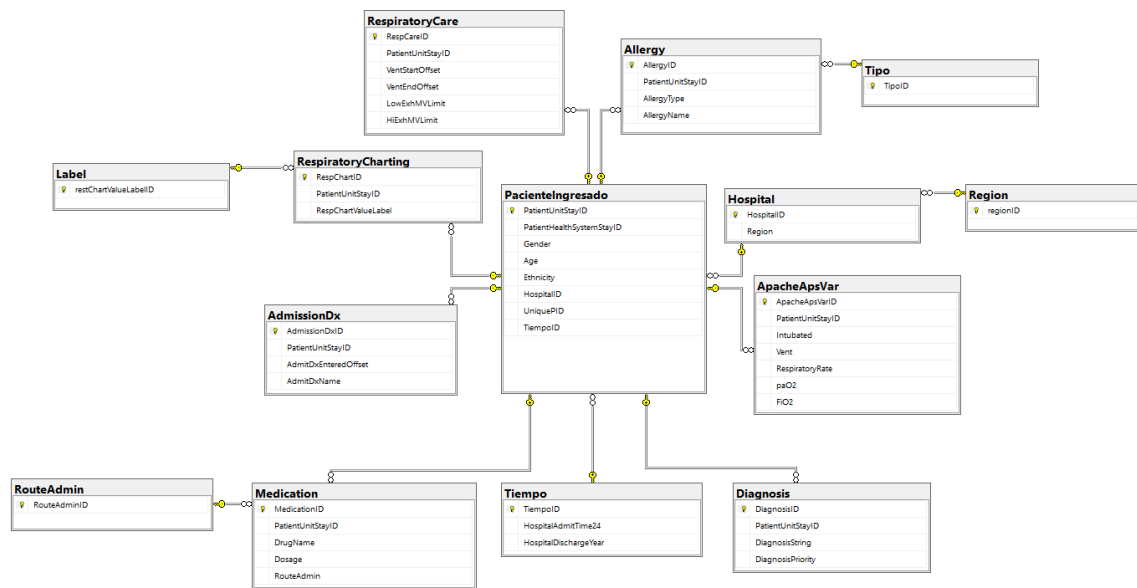 RespiratoryCare
RespCareID
PatientUnitStayID
VentStartOffset
VentEndOffset
LowExhMVLimit
HiExhMVLimit
Allergy
AllergyID
PatientUnitStayID
AllergyType
AllergyName
Tipo
TipoID
Label
restChartValueLabelID
RespiratoryCharting
RespChartID
PatientUnitStayID
RespChartValueLabel
PacienteIngresado
PatientUnitStayID
PatientHealthSystemStayID
Gender
Age
Ethnicity
HospitalID
UniquePID
TiempoID
Hospital
HospitalID
Region
Region
regionID
AdmissionDx
AdmissionDxID
PatientUnitStayID
AdmitDxEnteredOffset
AdmitDxName
ApacheApsVar
ApacheApsVarID
PatientUnitStayID
Intubated
Vent
RespiratoryRate
paO2
FiO2
RouteAdmin
RouteAdminID
Medication
MedicationID
PatientUnitStayID
DrugName
Dosage
RouteAdmin
Tiempo
TiempoID
HospitalAdmitTime24
HospitalDischargeYear
Diagnosis
DiagnosisID
PatientUnitStayID
DiagnosisString
DiagnosisPriority